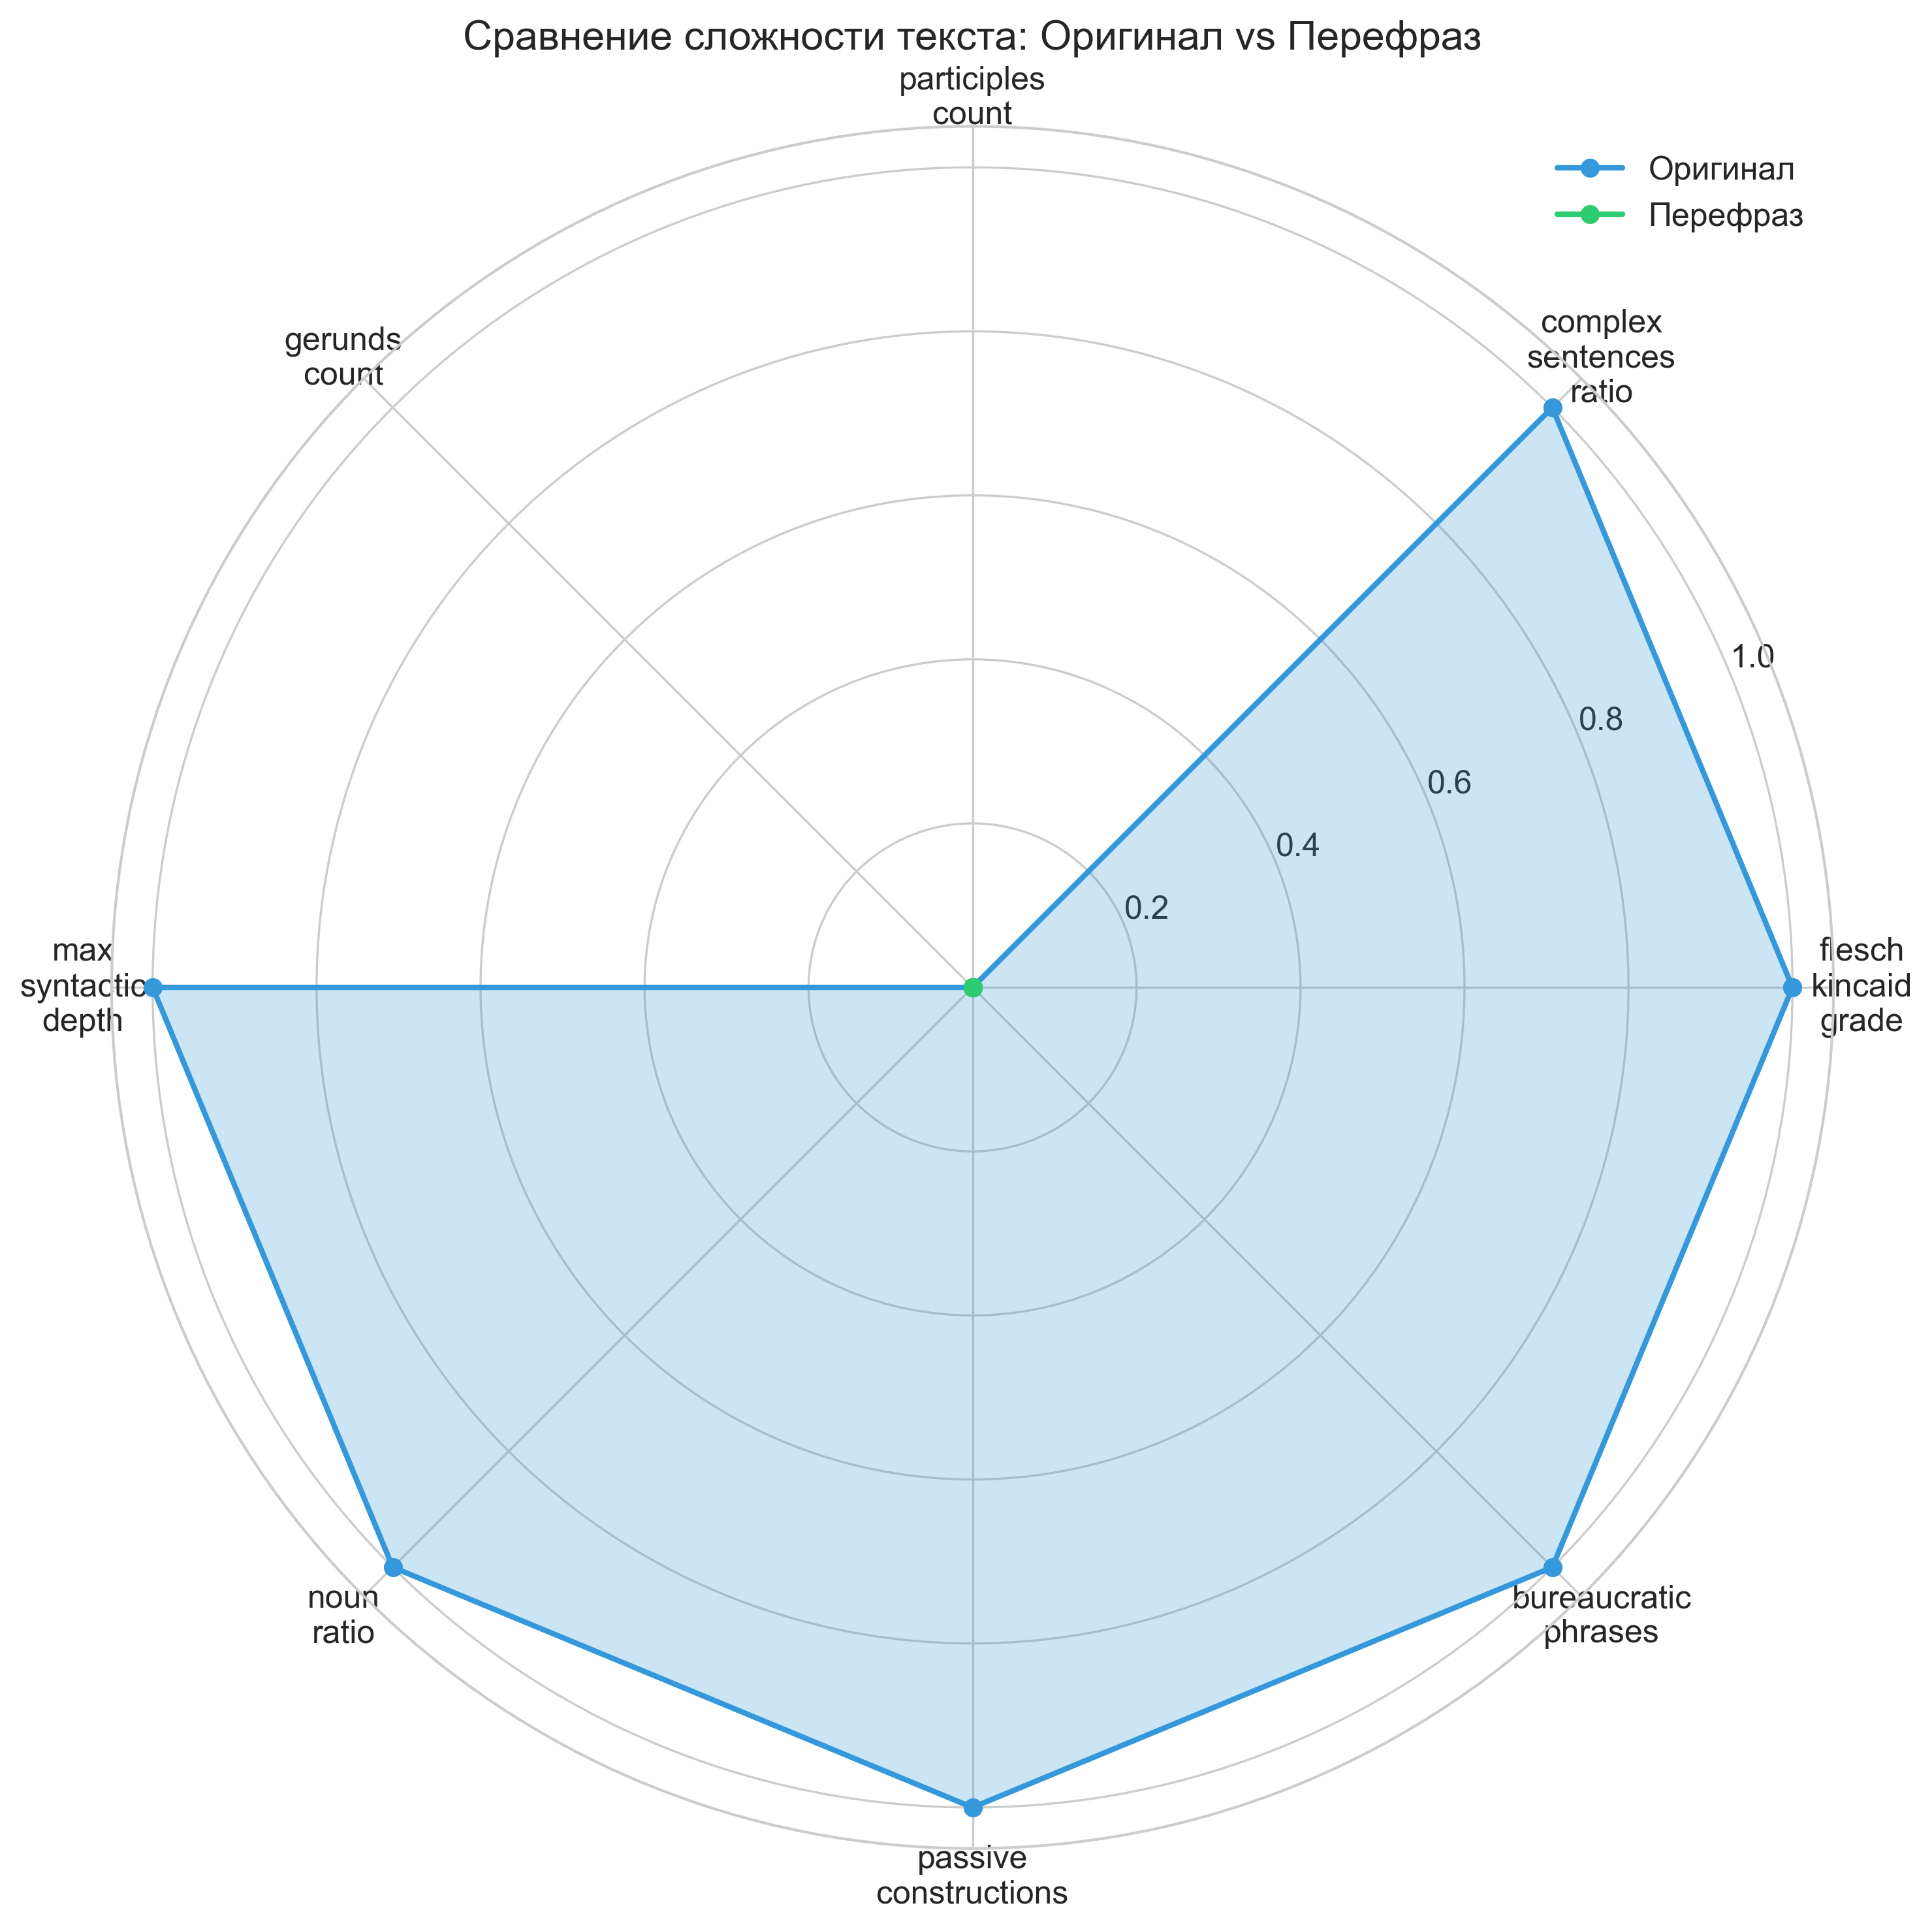 Сравнение сложности текста: Оригинал vs Перефраз
participles
count
Оригинал
Перефраз
complex
sentences
ratio
gerunds
count
1.0
0.8
0.6
0.4
0.2
max
syntactic
depth
flesch
kincaid
grade
noun
ratio
bureaucratic
phrases
passive
constructions